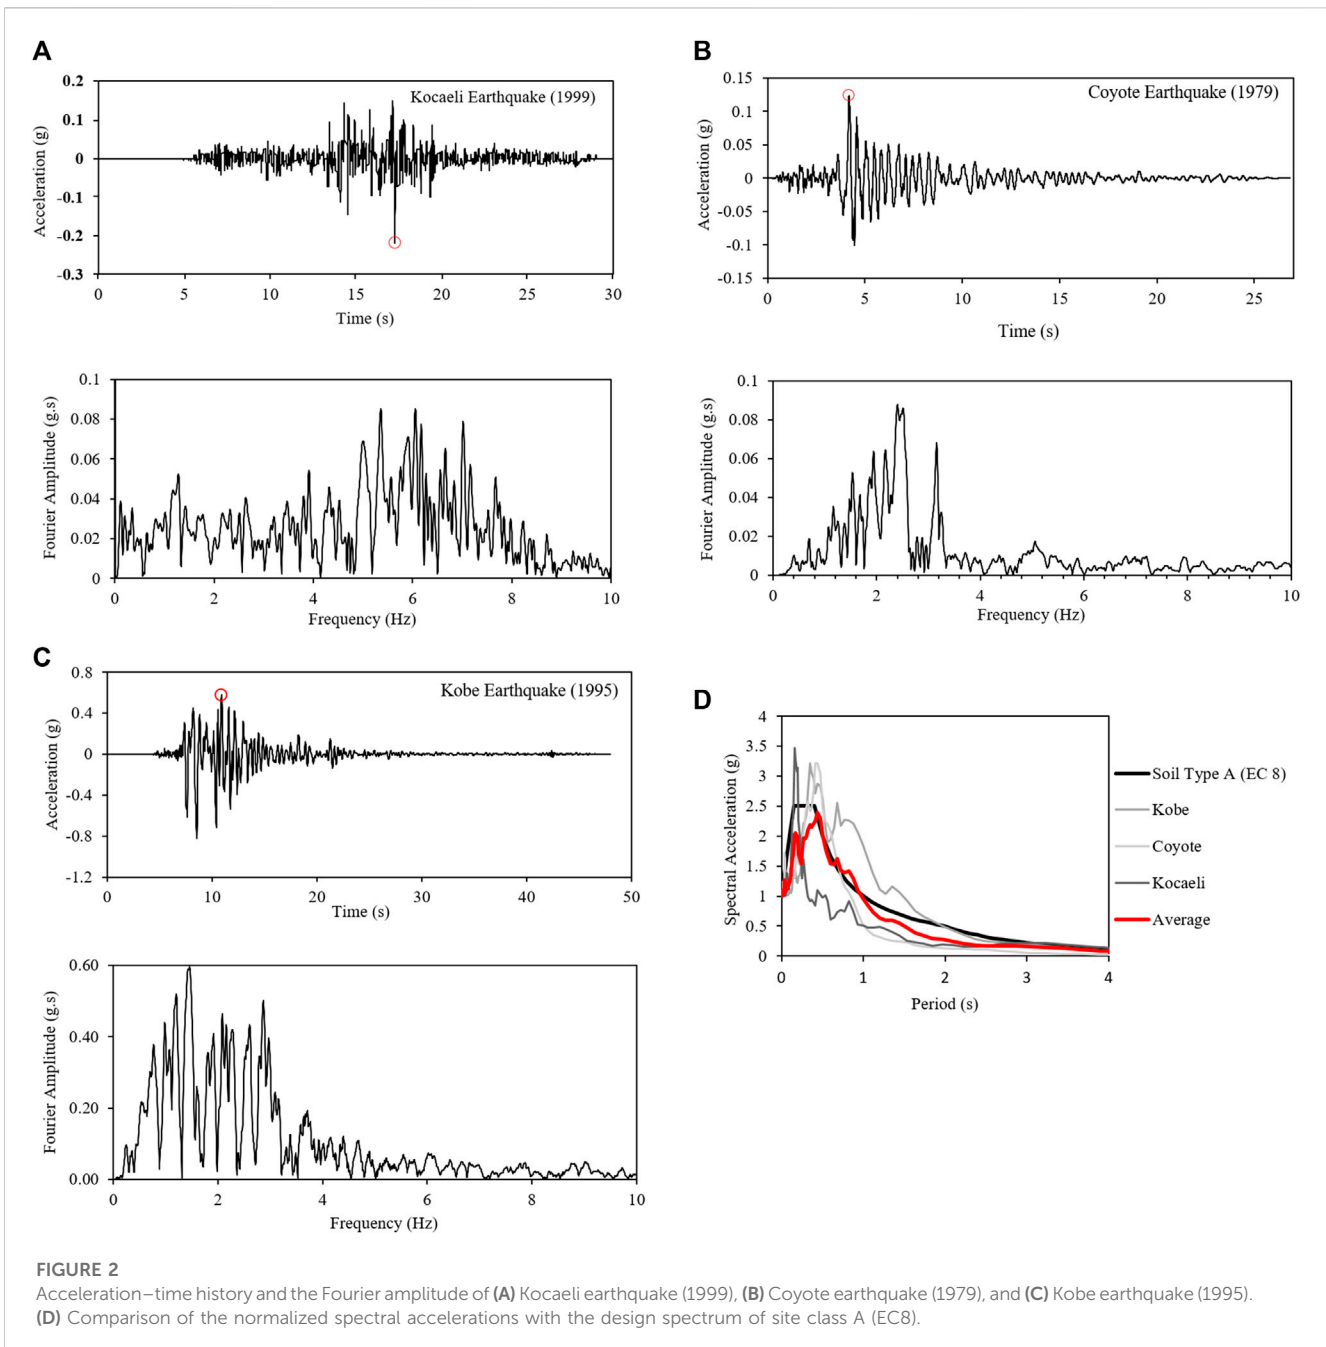 A
Kocaeli Earthquake (1999)
Acceleration (g)
0.2
0.1
0
-0.1
-0.2
-0.3
0 5 10 15 20 25 30
Time (s)
Fourier Amplitude (g.s)
0.1
0.08
0.06
0.04
0.02
0
0 2 4 6 8 10
Frequency (Hz)
B
Coyote Earthquake (1979)
Acceleration (g)
0.15
0.1
0.05
0
-0.05
-0.1
-0.15
0 5 10 15 20 25
Time (s)
Fourier Amplitude (g.s)
0.1
0.08
0.06
0.04
0.02
0
0 2 4 6 8 10
Frequency (Hz)
C
Kobe Earthquake (1995)
Acceleration (g)
0.8
0.4
0
-0.4
-0.8
-1.2
0 10 20 30 40 50
Time (s)
Fourier Amplitude (g.s)
0.60
0.40
0.20
0.00
0 2 4 6 8 10
Frequency (Hz)
D
Spectral Acceleration (g)
4
3.5
3
2.5
2
1.5
1
0.5
0
0 1 2 3 4
Period (s)
Soil Type A (EC 8)
Kobe
Coyote
Kocaeli
Average
FIGURE 2
Acceleration–time history and the Fourier amplitude of (A) Kocaeli earthquake (1999), (B) Coyote earthquake (1979), and (C) Kobe earthquake (1995).
(D) Comparison of the normalized spectral accelerations with the design spectrum of site class A (EC8).